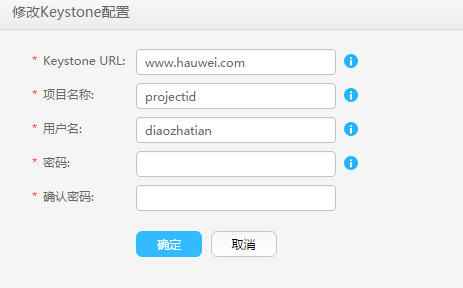 修改Keystone配置
* Keystone URL: www.hauwei.com
* 项目名称: projectid
* 用户名: diaozhatian
* 密码:
* 确认密码:
确定 取消